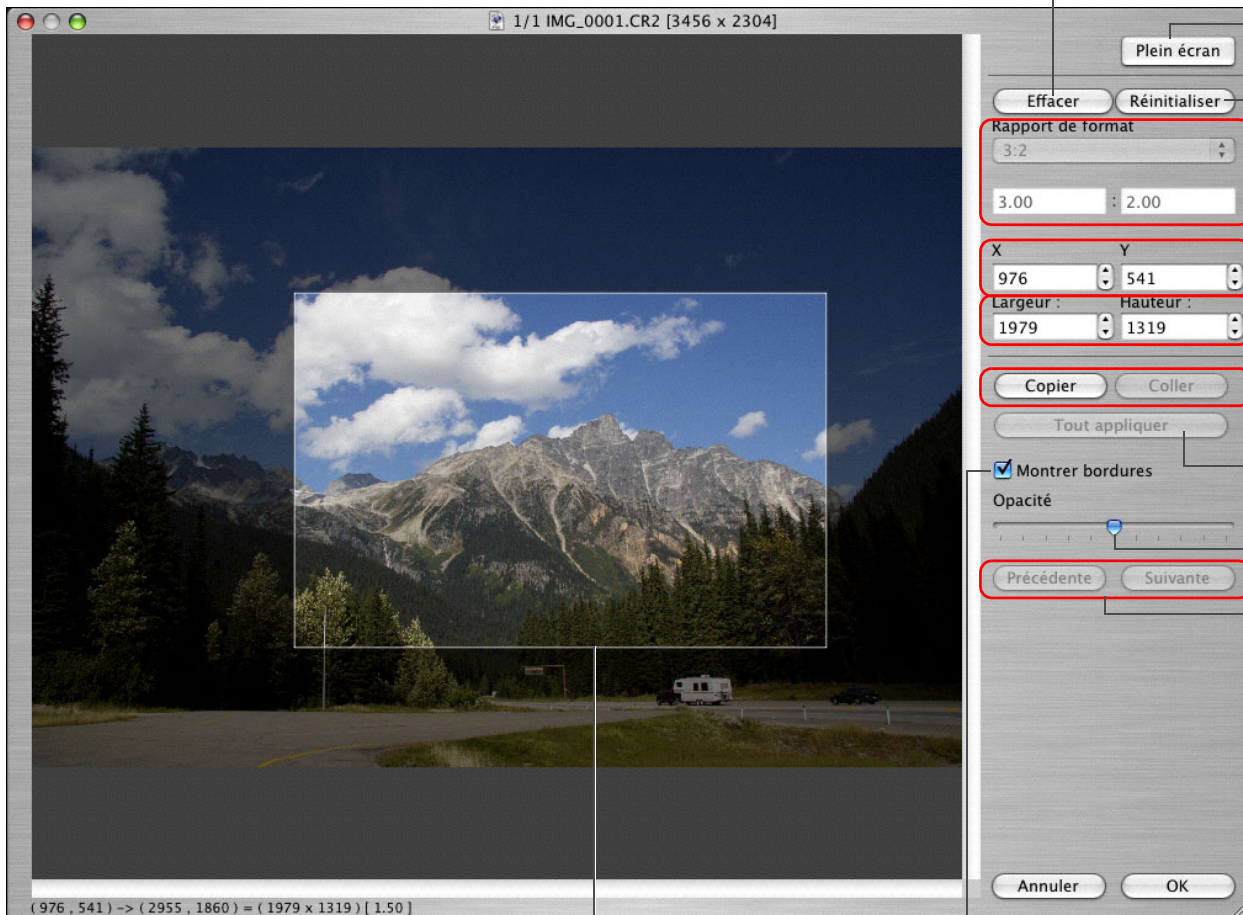 1/1 IMG_0001.CR2 [3456 x 2304]
Plein écran
Effacer Réinitialiser
Rapport de format
3:2
3.00 : 2.00
X Y
976 541
Largeur : Hauteur :
1979 1319
Copier Coller
Tout appliquer
Montrer bordures
Opacité
Précédente Suivante
Annuler OK
( 976 , 541 ) -> ( 2955 , 1860 ) = ( 1979 x 1319 ) [ 1.50 ]